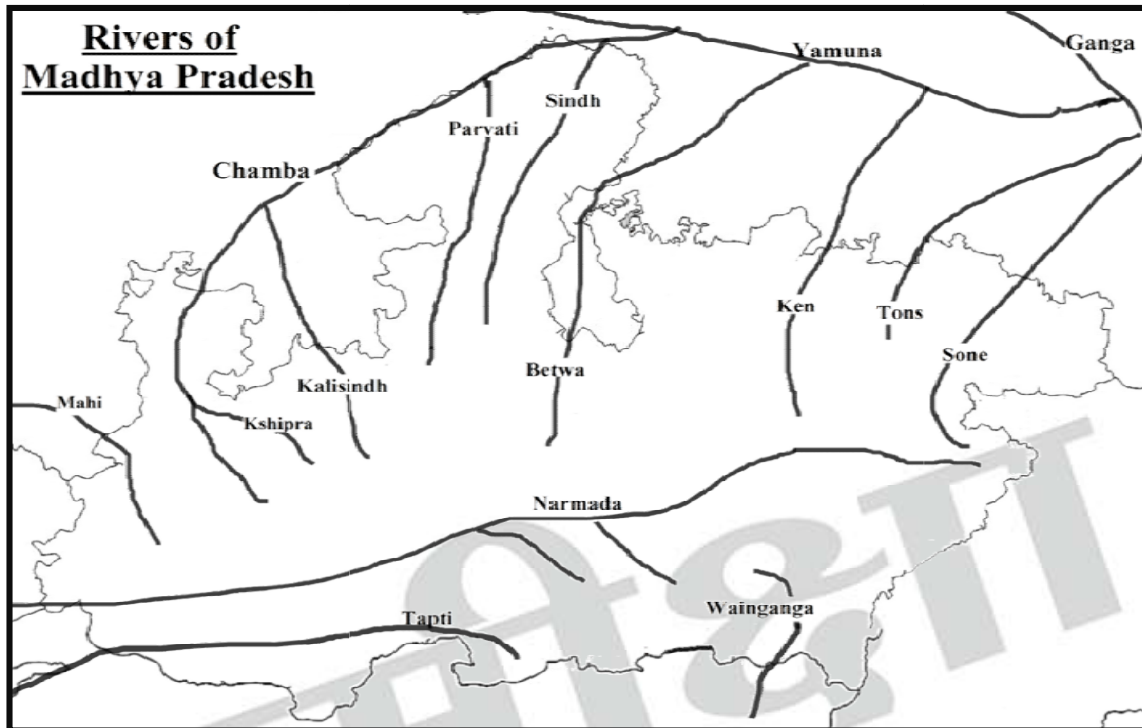 Rivers of
Madhya Pradesh
Ganga
Yamuna
Sindh
Parvati
Chamba
Ken
Tons
Sone
Betwa
Kalisindh
Mahi
Kshipra
Narmada
Wainganga
Tapti